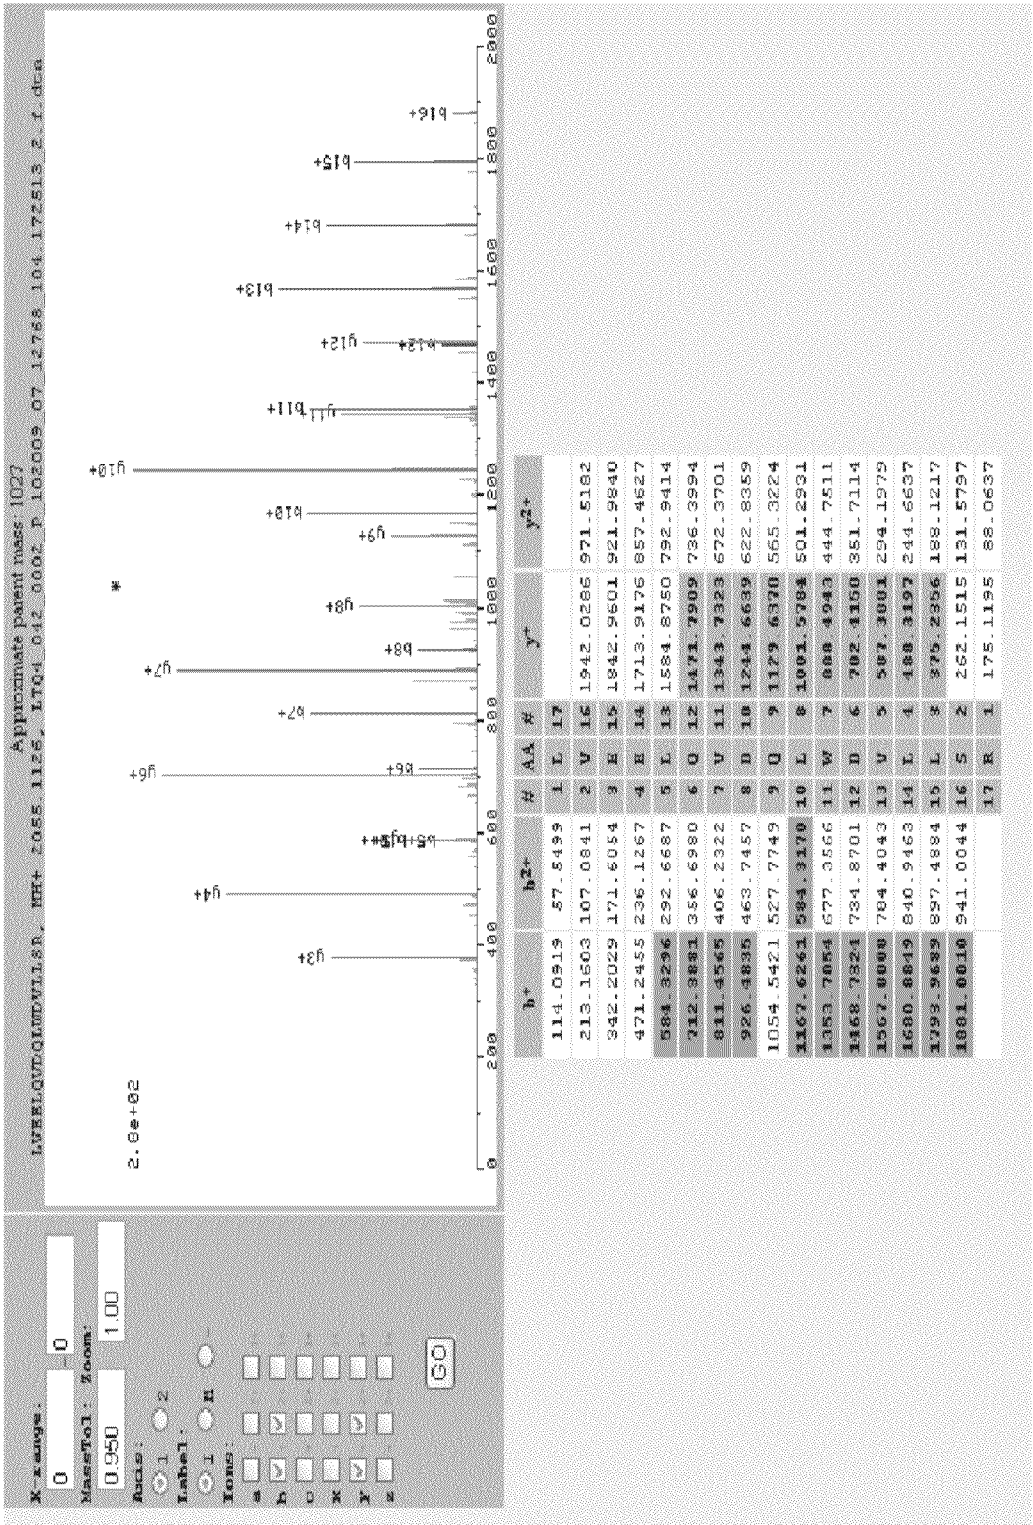 X-range:
0 - 0
MassTol: Zoom:
0.950 1.00
Axis:
1 2
Label:
I M -
Ions:
a
b
c
x
y
z
GO
Approximate parent mass 1027
LVEELQVDQLWDVLLSR, MH+ 2055.1126, LTQ4_042_0002_P_102009_07_12768_104.172513_2.f.dta
2.0e+02
*
y10+
y6+
y7+
y4+
b13+
b10+
b7+
b11+
y11+
b14+
y3+
b15+
y12+
y8+
y9+
b8+
b6+
b12+
b16+
0 200 400 600 800 1000 1200 1400 1600 1800 2000
b+ b2+ # AA # y+ y2+
114.0919 57.5499 1 L 17
213.1603 107.0841 2 V 16 1942.0286 971.5182
342.2029 171.6054 3 E 15 1842.9601 921.9840
471.2455 236.1267 4 E 14 1713.9176 857.4627
584.3296 292.6687 5 L 13 1584.8750 792.9414
712.3881 356.6980 6 Q 12 1471.7909 736.3994
811.4565 406.2322 7 V 11 1343.7323 672.3701
926.4835 463.7457 8 D 10 1244.6639 622.8359
1054.5421 527.7749 9 Q 9 1129.6370 565.3224
1167.6261 584.3170 10 L 8 1001.5784 501.2931
1353.7054 677.3566 11 W 7 888.4943 444.7511
1468.7324 734.8701 12 D 6 702.4150 351.7114
1567.8008 784.4043 13 V 5 587.3881 294.1979
1680.8849 840.9463 14 L 4 488.3197 244.6637
1793.9689 897.4884 15 L 3 375.2356 188.1217
1881.0010 941.0044 16 S 2 262.1515 131.5797
17 R 1 175.1195 88.0637